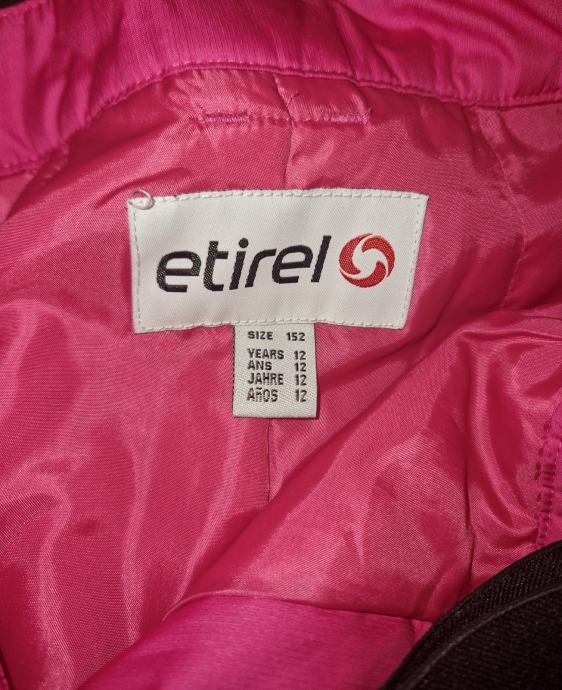 etirel
SIZE 152
YEARS 12
ANS 12
JAHRE 12
AÑOS 12